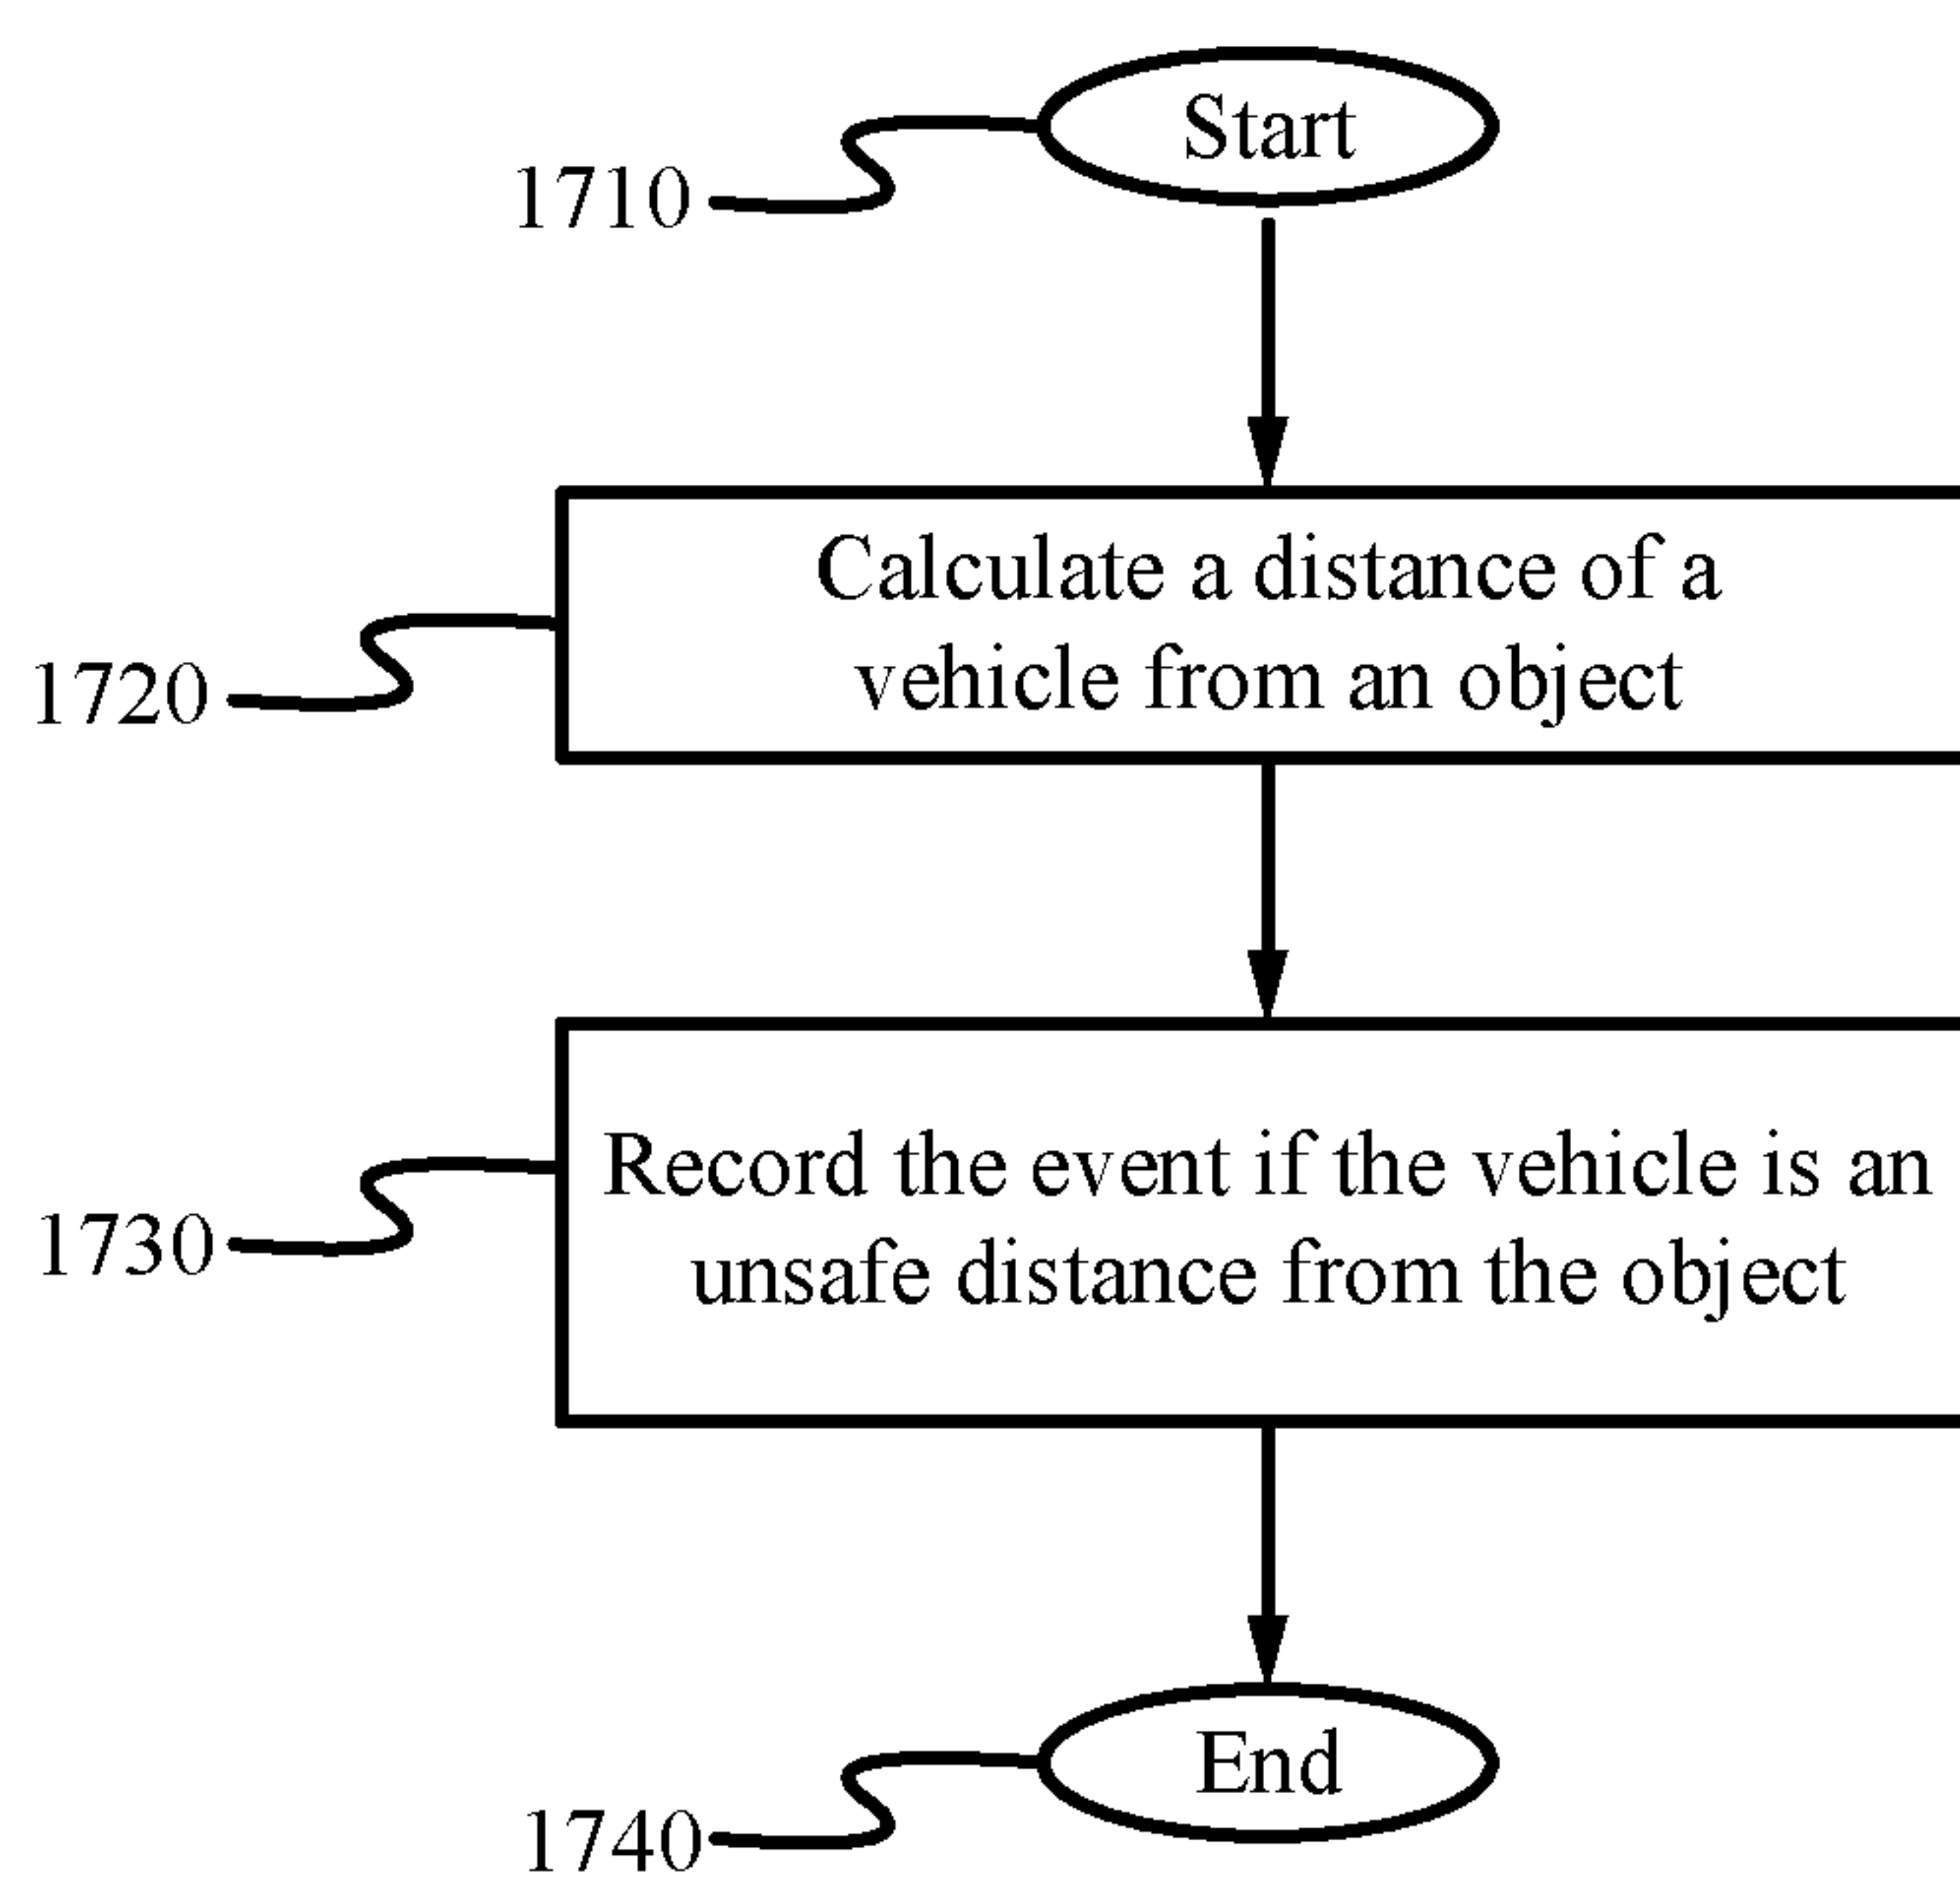 Start
1710
Calculate a distance of a
vehicle from an object
1720
Record the event if the vehicle is an
unsafe distance from the object
1730
End
1740